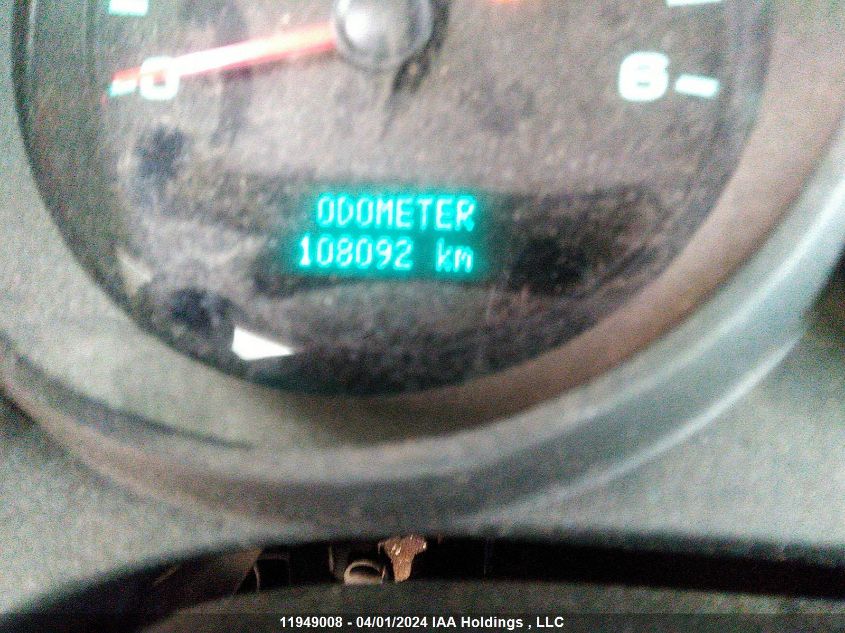 0 6
ODOMETER
108092 km
11949008 - 04/01/2024 IAA Holdings , LLC